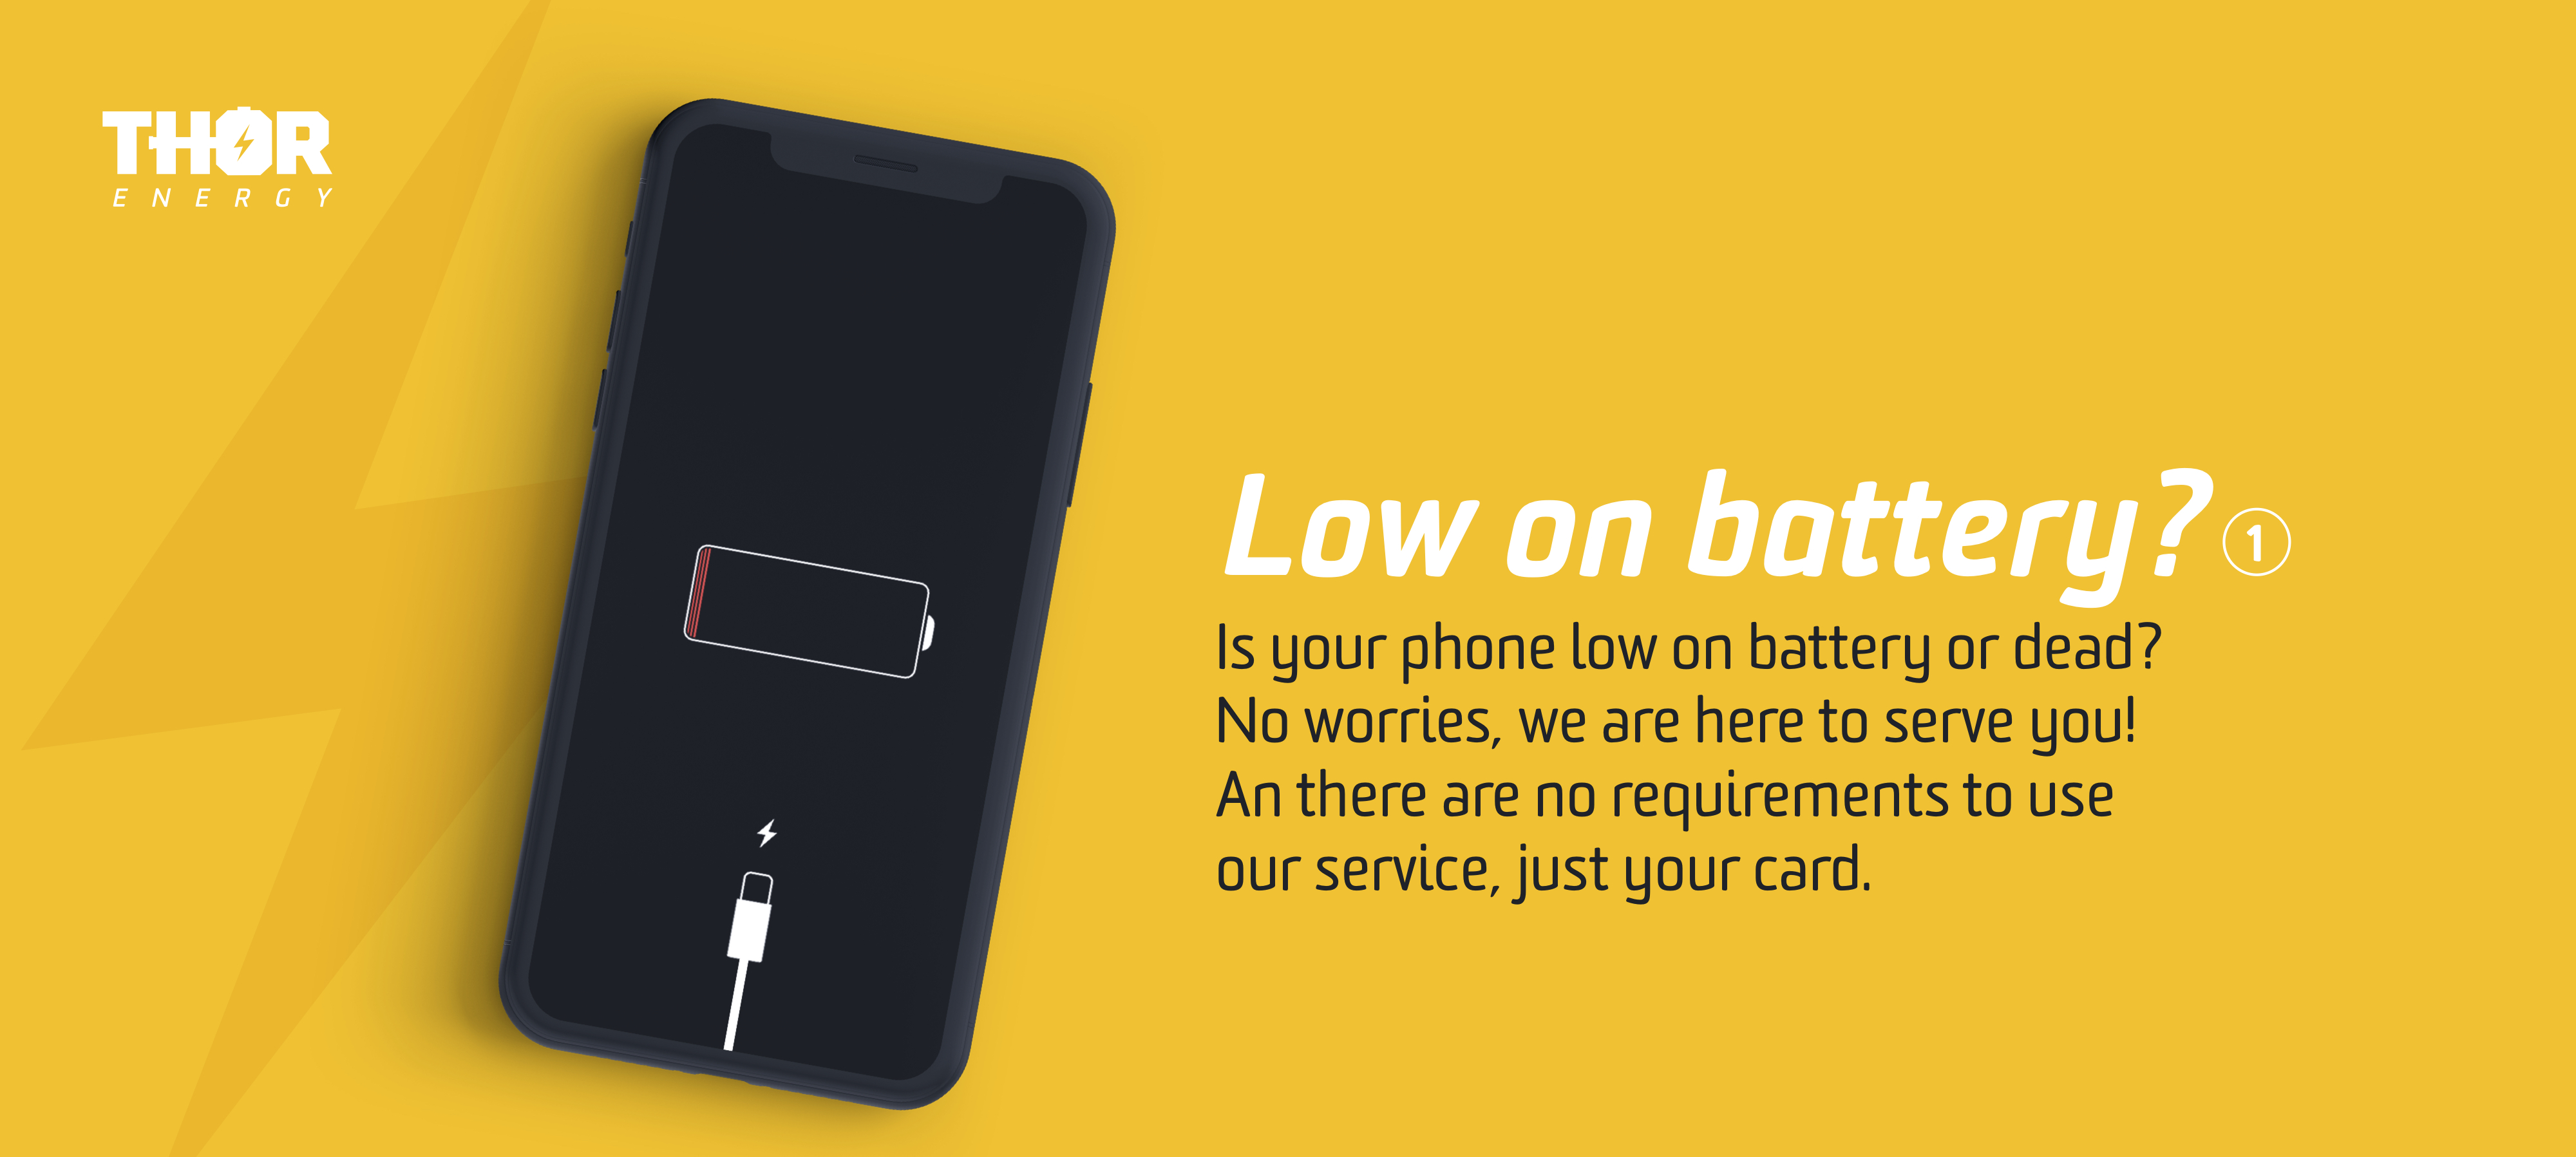 THOR
ENERGY
Low on battery? 1
Is your phone low on battery or dead?
No worries, we are here to serve you!
An there are no requirements to use
our service, just your card.